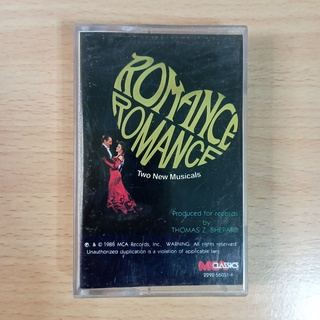 ROMANCE
ROMANCE
Two New Musicals
Produced for records
by
THOMAS Z. SHEPARD
℗ & © 1988 MCA Records, Inc., WARNING: All rights reserved.
Unauthorized duplication is a violation of applicable laws.
CLASSICS